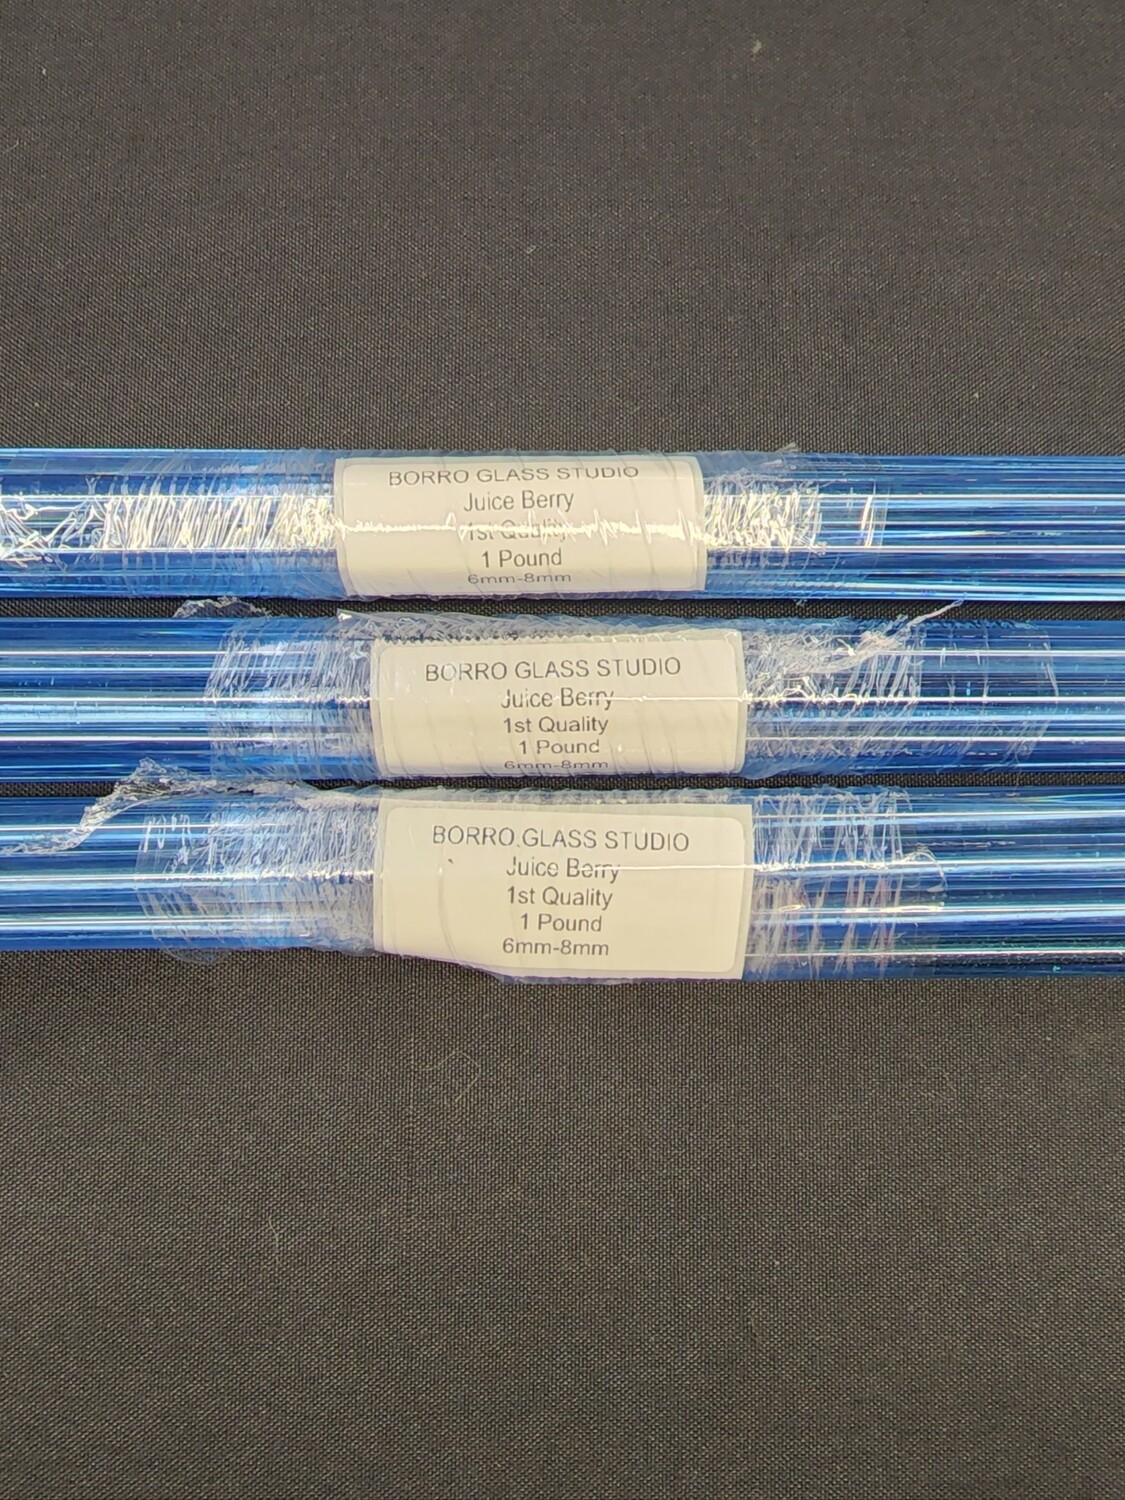 BORRO GLASS STUDIO
Juice Berry
1st Quality
1 Pound
6mm-8mm
BORRO GLASS STUDIO
Juice Berry
1st Quality
1 Pound
6mm-8mm
BORRO GLASS STUDIO
Juice Berry
1st Quality
1 Pound
6mm-8mm